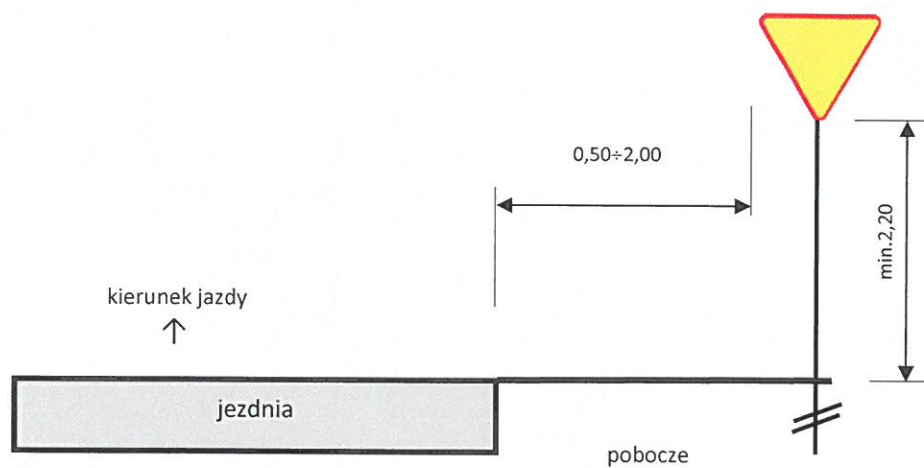 0,50÷2,00
min.2,20
kierunek jazdy
↑
jezdnia
pobocze